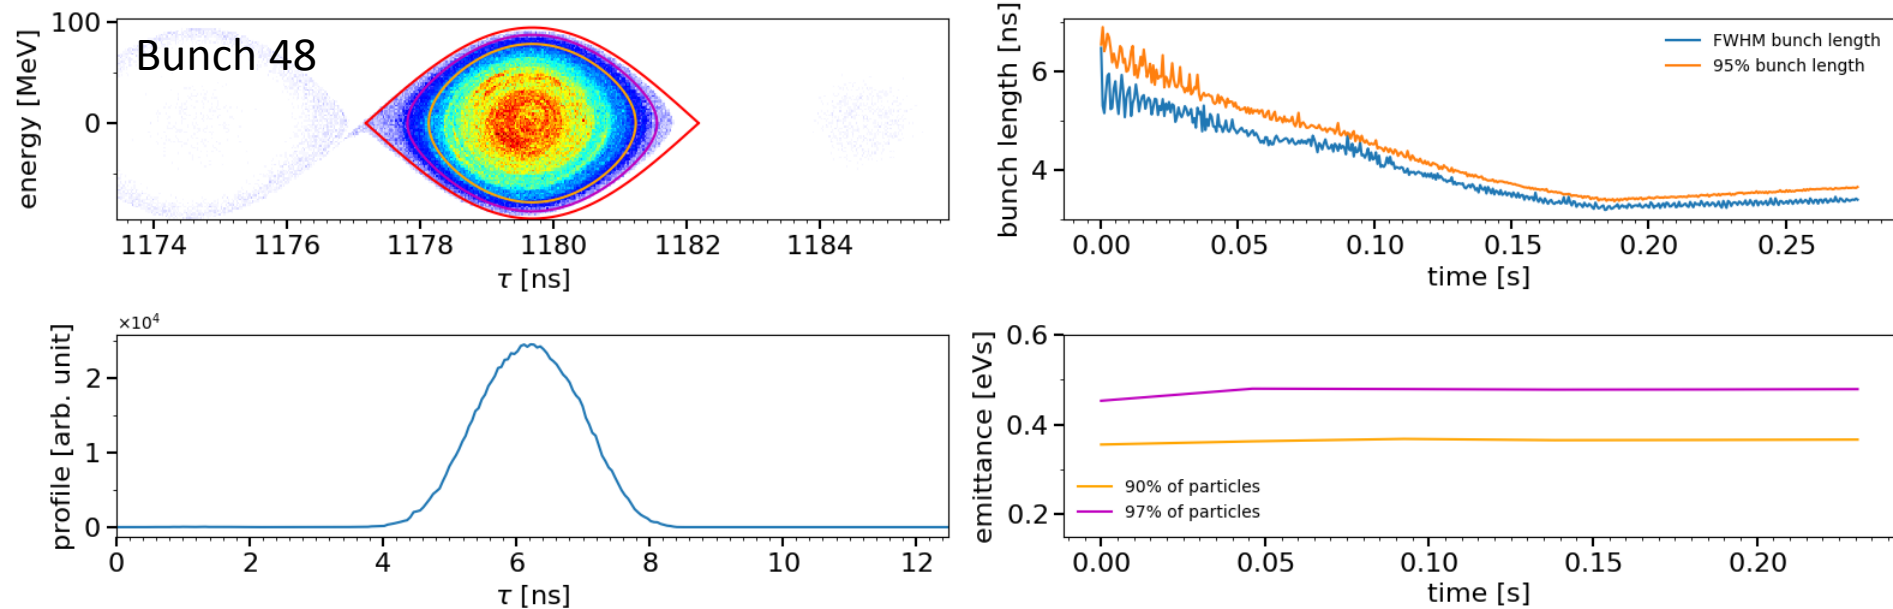 Bunch 48
energy [MeV]
100
0
1174 1176 1178 1180 1182 1184
τ [ns]
bunch length [ns]
6
4
FWHM bunch length
95% bunch length
0.00 0.05 0.10 0.15 0.20 0.25
time [s]
×10⁴
profile [arb. unit]
2
1
0
0 2 4 6 8 10 12
τ [ns]
emittance [eVs]
0.6
0.4
0.2
90% of particles
97% of particles
0.00 0.05 0.10 0.15 0.20
time [s]